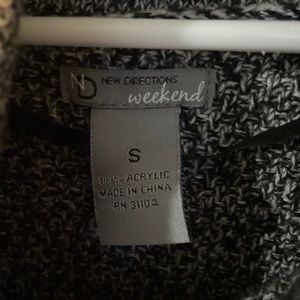 ND NEW DIRECTIONS
weekend
S
100% ACRYLIC
MADE IN CHINA
RN 31104